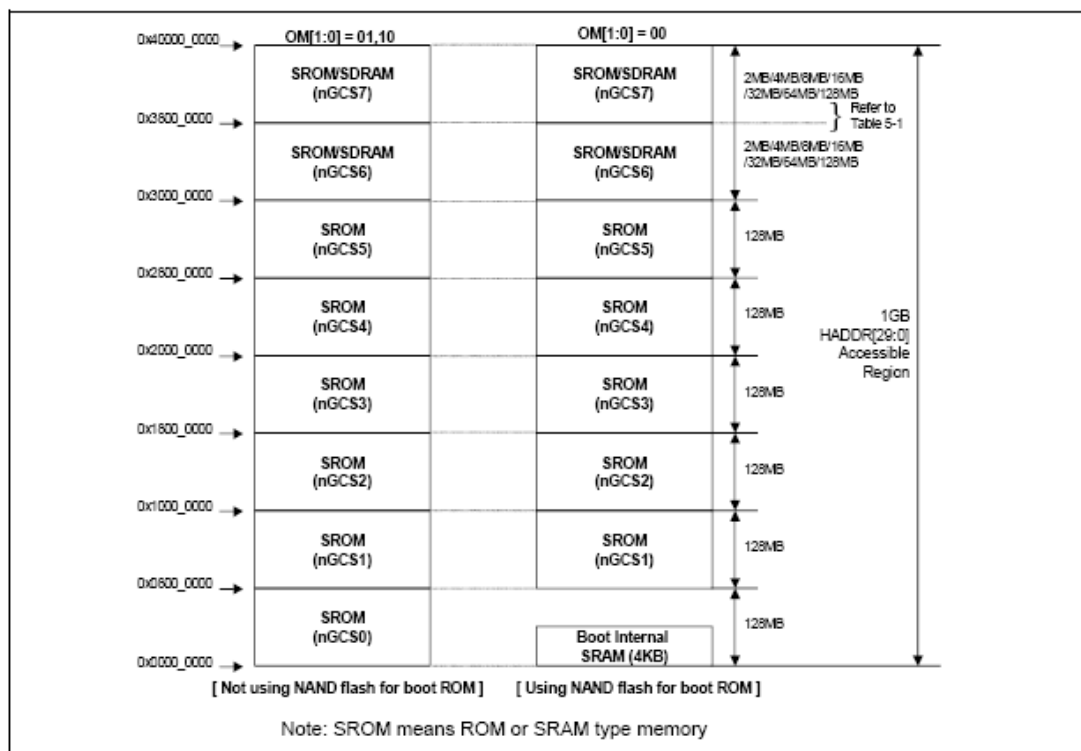 OM[1:0] = 01,10
OM[1:0] = 00
0x40000_0000
SROM/SDRAM
(nGCS7)
SROM/SDRAM
(nGCS7)
2MB/4MB/8MB/16MB
/32MB/64MB/128MB
Refer to
Table 5-1
0x3800_0000
SROM/SDRAM
(nGCS6)
SROM/SDRAM
(nGCS6)
2MB/4MB/8MB/16MB
/32MB/64MB/128MB
0x3000_0000
SROM
(nGCS5)
SROM
(nGCS5)
128MB
0x2800_0000
SROM
(nGCS4)
SROM
(nGCS4)
128MB
1GB
HADDR[29:0]
Accessible
Region
0x2000_0000
SROM
(nGCS3)
SROM
(nGCS3)
128MB
0x1800_0000
SROM
(nGCS2)
SROM
(nGCS2)
128MB
0x1000_0000
SROM
(nGCS1)
SROM
(nGCS1)
128MB
0x0800_0000
SROM
(nGCS0)
Boot Internal
SRAM (4KB)
128MB
0x0000_0000
[ Not using NAND flash for boot ROM ]
[ Using NAND flash for boot ROM ]
Note: SROM means ROM or SRAM type memory